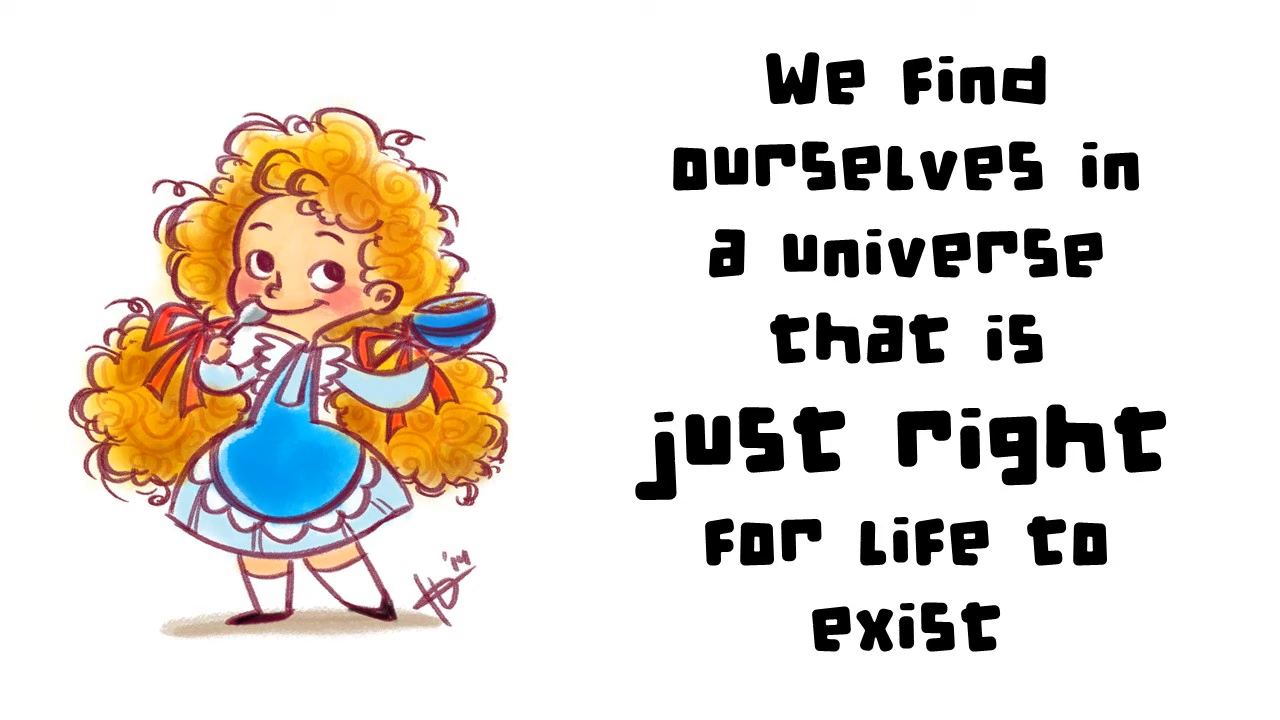 We find
ourselves in
a universe
that is
just right
for life to
exist